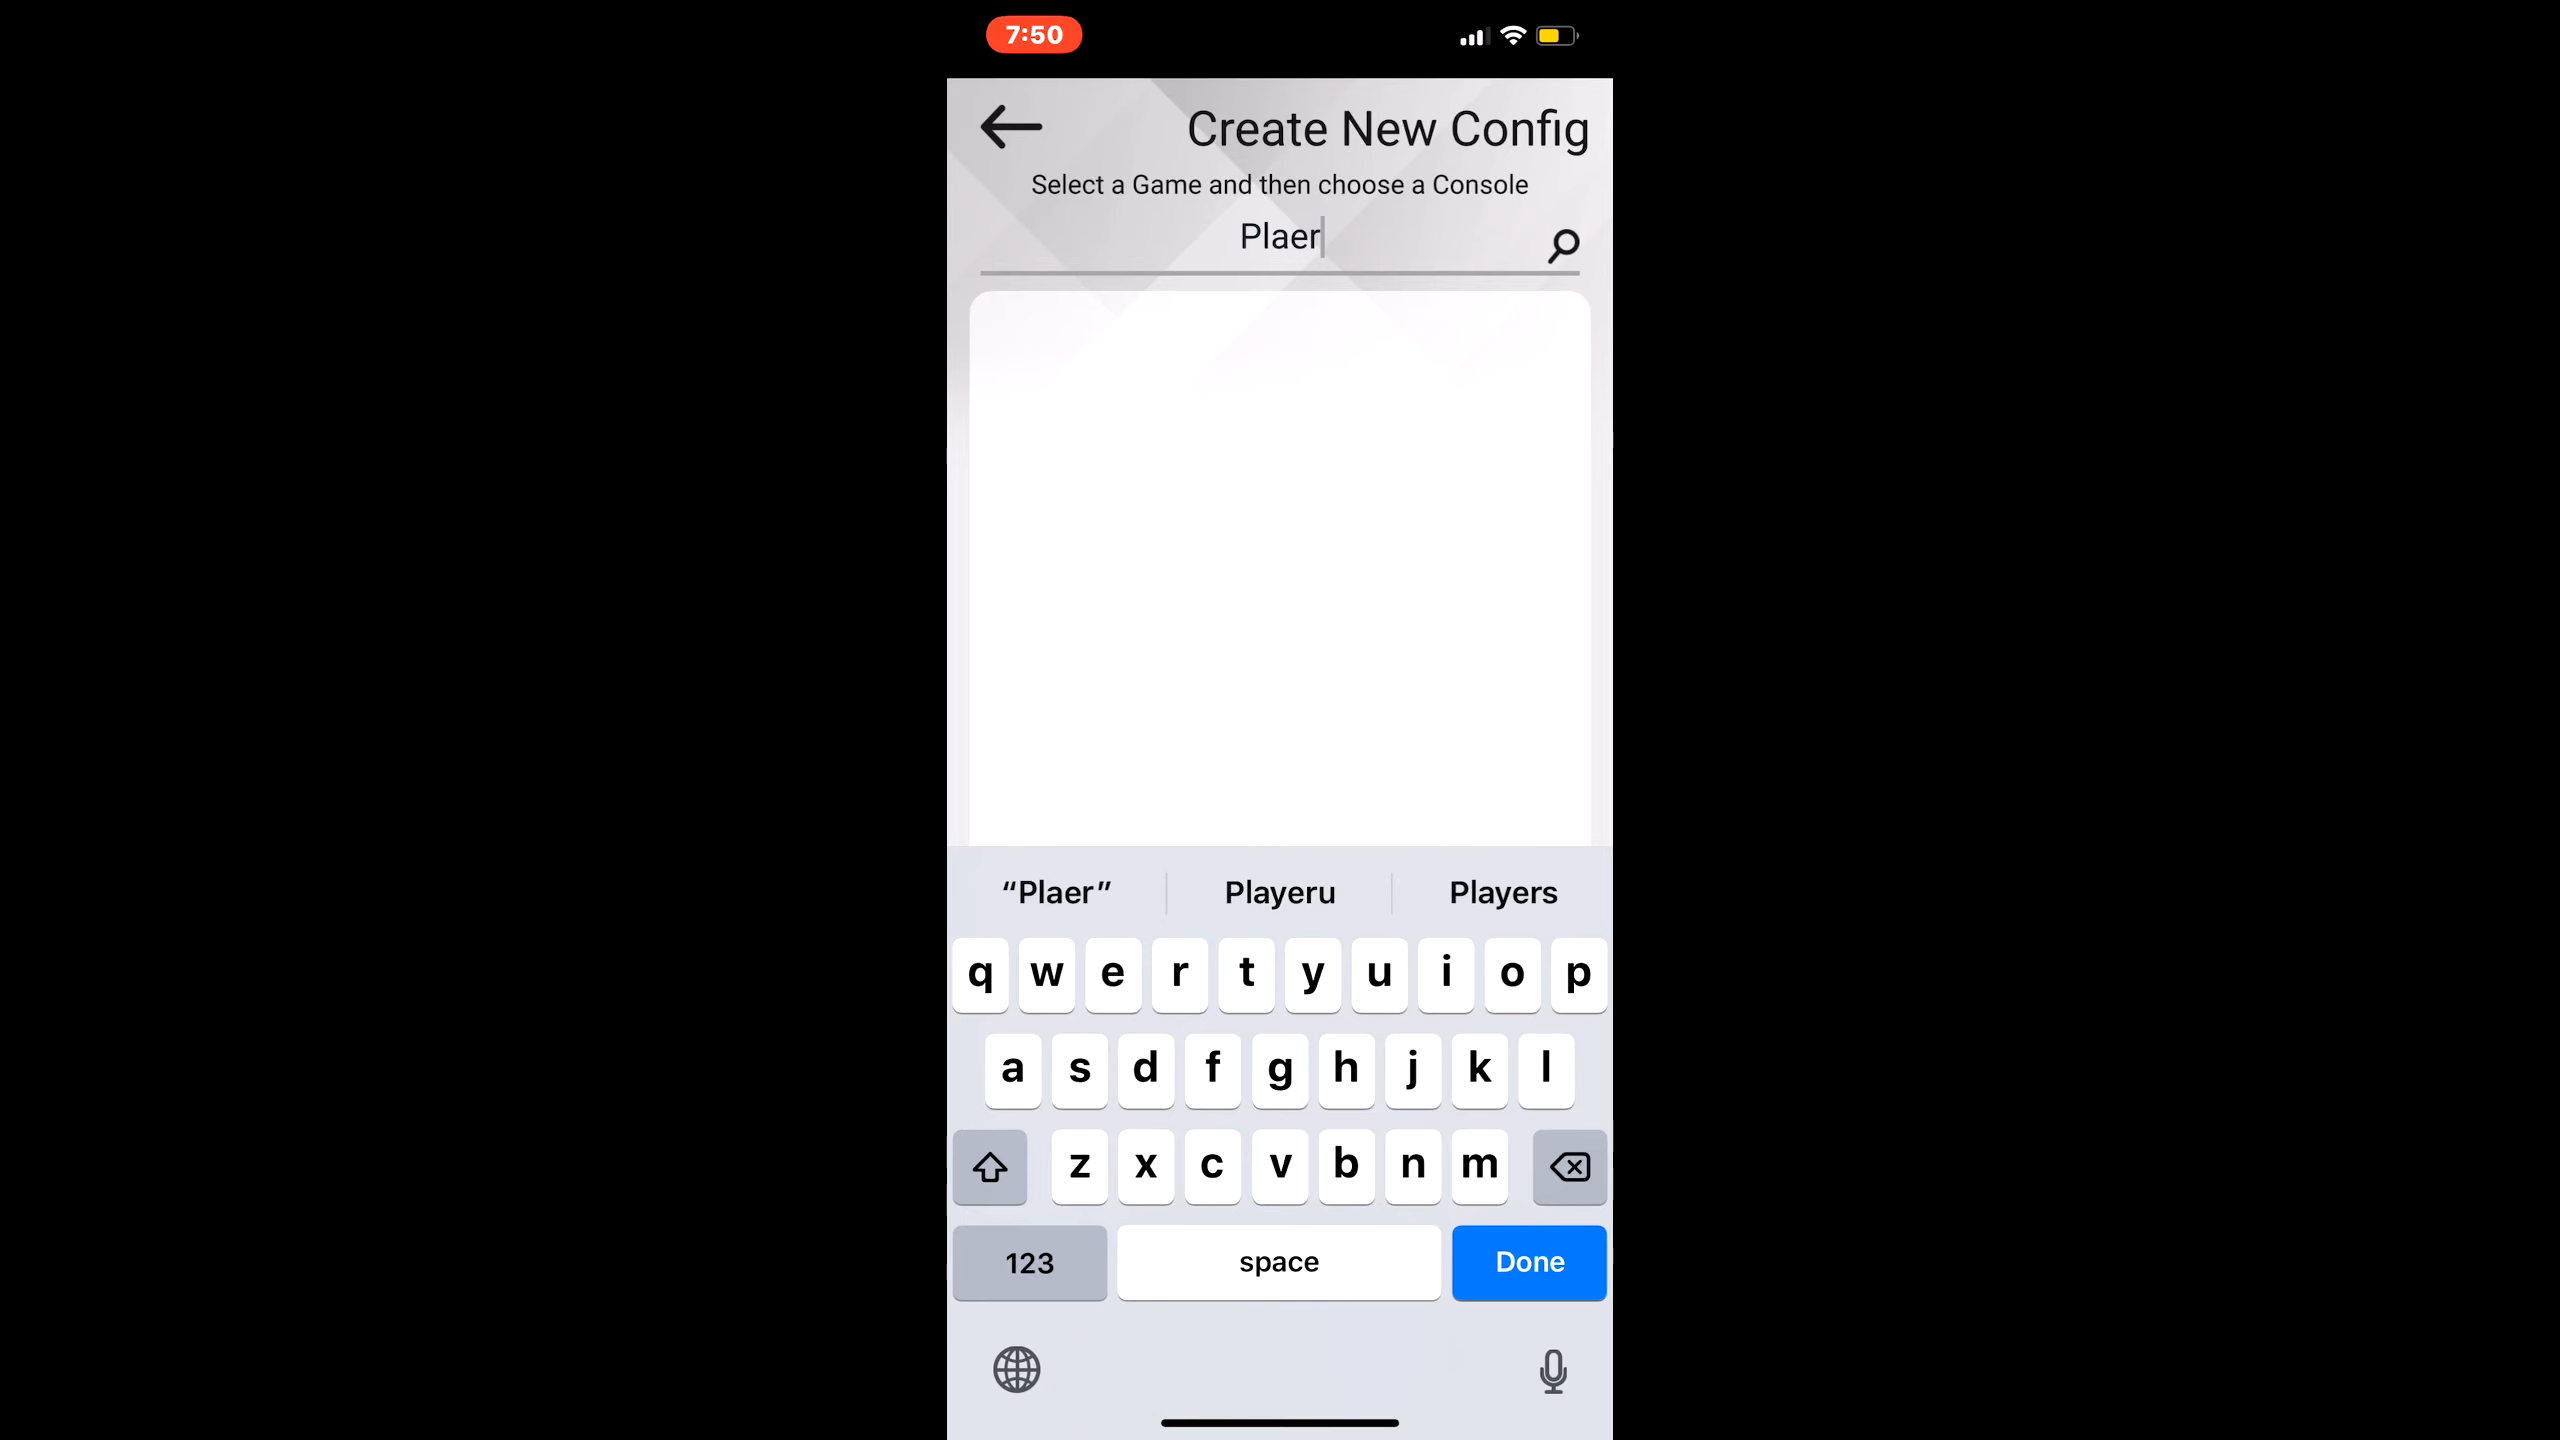 7:50
Create New Config
Select a Game and then choose a Console
Plaer
“Plaer” Playeru Players
q w e r t y u i o p
a s d f g h j k l
z x c v b n m
123 space Done